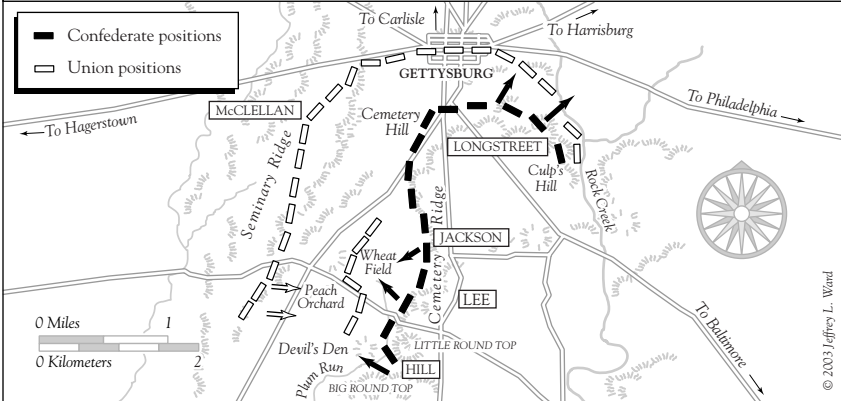 To Carlisle
To Harrisburg
Confederate positions
Union positions
GETTYSBURG
McCLELLAN
Cemetery
Hill
To Philadelphia
To Hagerstown
LONGSTREET
Seminary Ridge
Culp's
Hill
Rock Creek
Cemetery Ridge
JACKSON
Wheat
Field
Peach
Orchard
LEE
To Baltimore
0 Miles 1
0 Kilometers 2
Devil's Den
LITTLE ROUND TOP
Plum Run
HILL
BIG ROUND TOP
© 2003 Jeffrey L. Ward